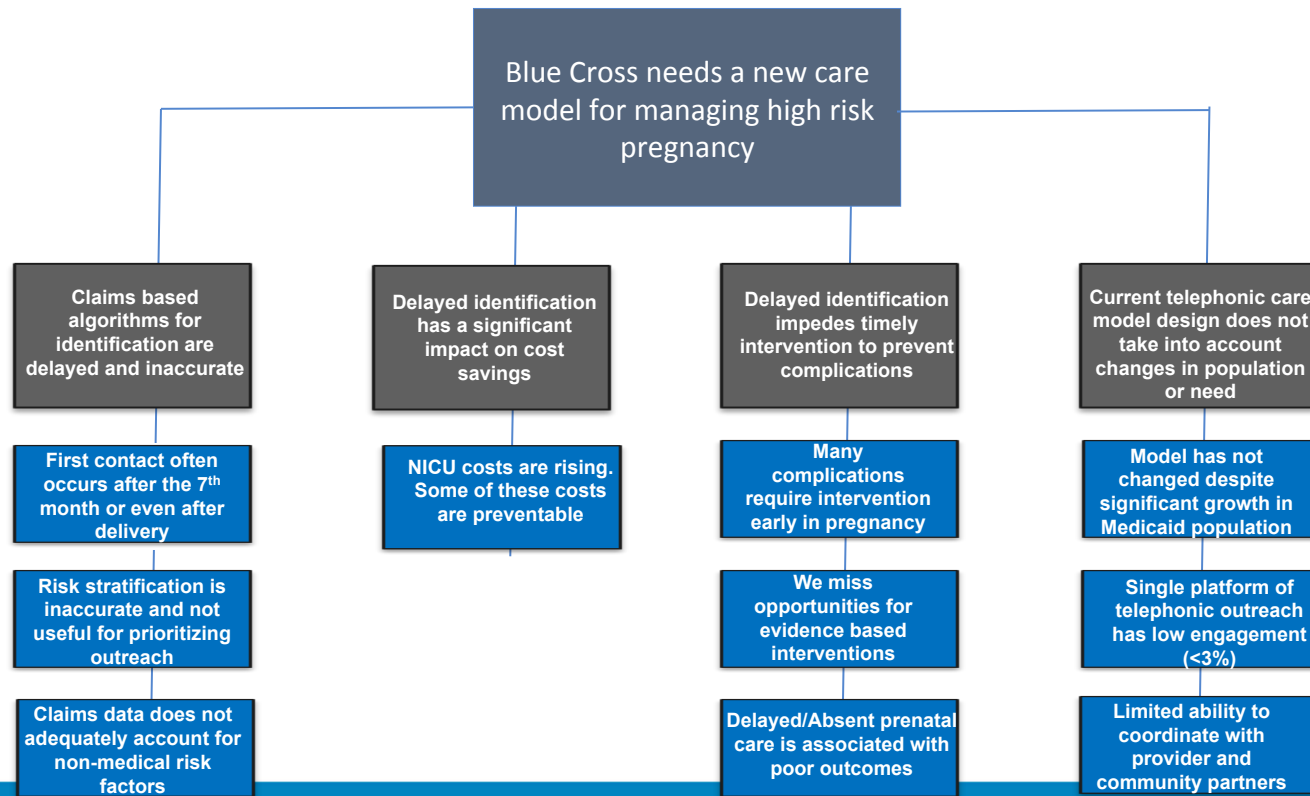 Blue Cross needs a new care
model for managing high risk
pregnancy
Claims based
algorithms for
identification are
delayed and inaccurate
First contact often
occurs after the 7th
month or even after
delivery
Risk stratification is
inaccurate and not
useful for prioritizing
outreach
Claims data does not
adequately account for
non-medical risk
factors
Delayed identification
has a significant
impact on cost
savings
NICU costs are rising.
Some of these costs
are preventable
Delayed identification
impedes timely
intervention to prevent
complications
Many
complications
require intervention
early in pregnancy
We miss
opportunities for
evidence based
interventions
Delayed/Absent prenatal
care is associated with
poor outcomes
Current telephonic care
model design does not
take into account
changes in population
or need
Model has not
changed despite
significant growth in
Medicaid population
Single platform of
telephonic outreach
has low engagement
(<3%)
Limited ability to
coordinate with
provider and
community partners